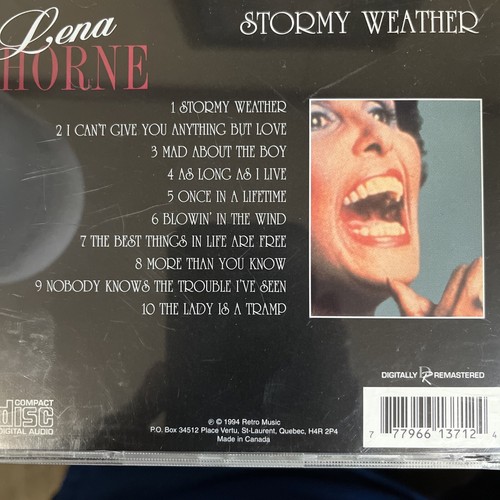 Lena
HORNE
STORMY WEATHER
1 STORMY WEATHER
2 I CAN'T GIVE YOU ANYTHING BUT LOVE
3 MAD ABOUT THE BOY
4 AS LONG AS I LIVE
5 ONCE IN A LIFETIME
6 BLOWIN' IN THE WIND
7 THE BEST THINGS IN LIFE ARE FREE
8 MORE THAN YOU KNOW
9 NOBODY KNOWS THE TROUBLE I'VE SEEN
10 THE LADY IS A TRAMP
COMPACT
disc
DIGITAL AUDIO
℗ © 1994 Retro Music
P.O. Box 34512 Place Vertu, St-Laurent, Quebec, H4R 2P4
Made in Canada
DIGITALLY DR REMASTERED
7 77966 13712 4